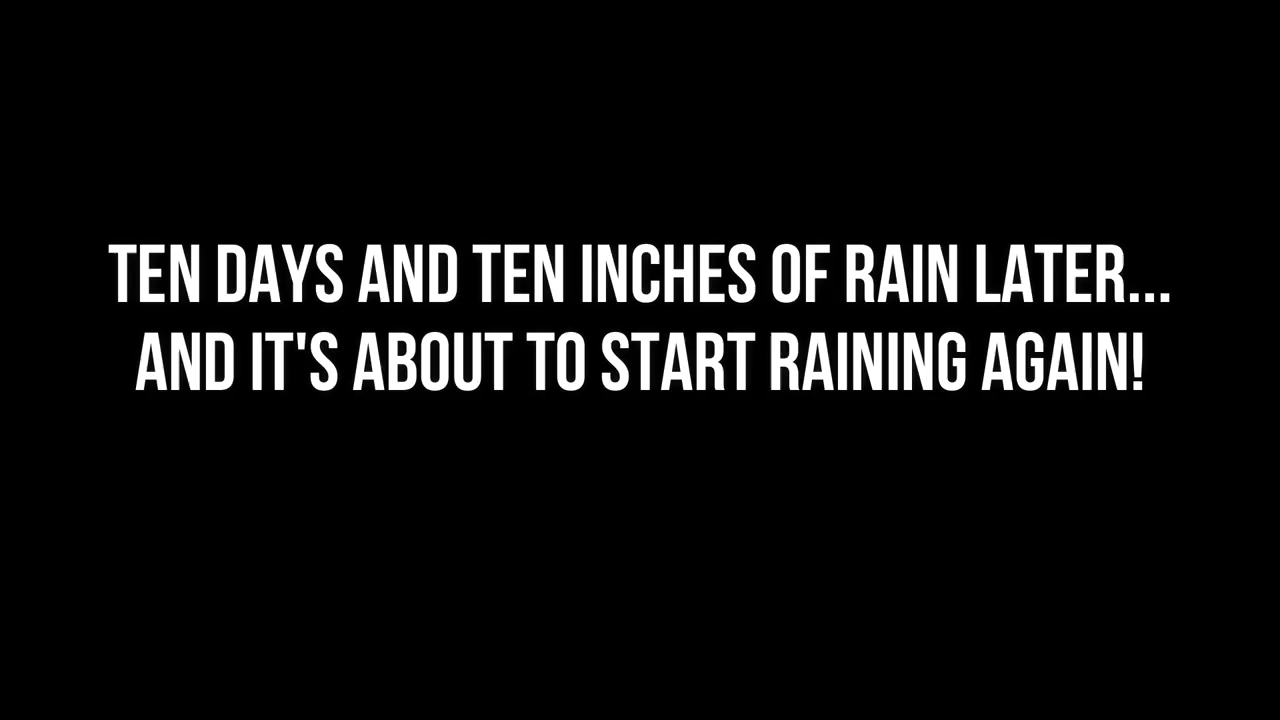 TEN DAYS AND TEN INCHES OF RAIN LATER...
AND IT'S ABOUT TO START RAINING AGAIN!